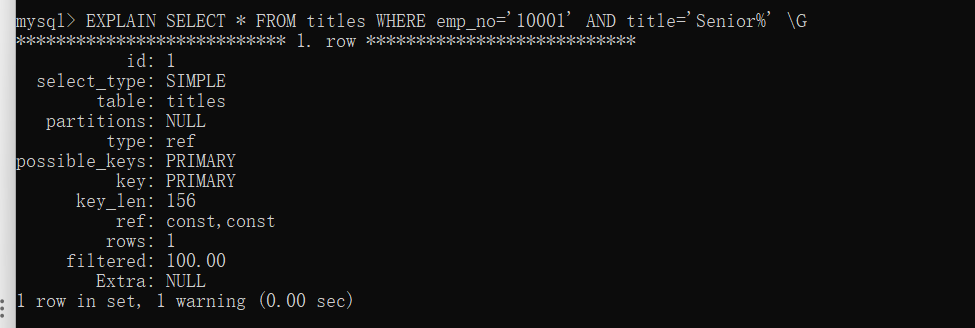 mysql> EXPLAIN SELECT * FROM titles WHERE emp_no='10001' AND title='Senior%' \G
*************************** 1. row ***************************
id: 1
select_type: SIMPLE
table: titles
partitions: NULL
type: ref
possible_keys: PRIMARY
key: PRIMARY
key_len: 156
ref: const,const
rows: 1
filtered: 100.00
Extra: NULL
1 row in set, 1 warning (0.00 sec)